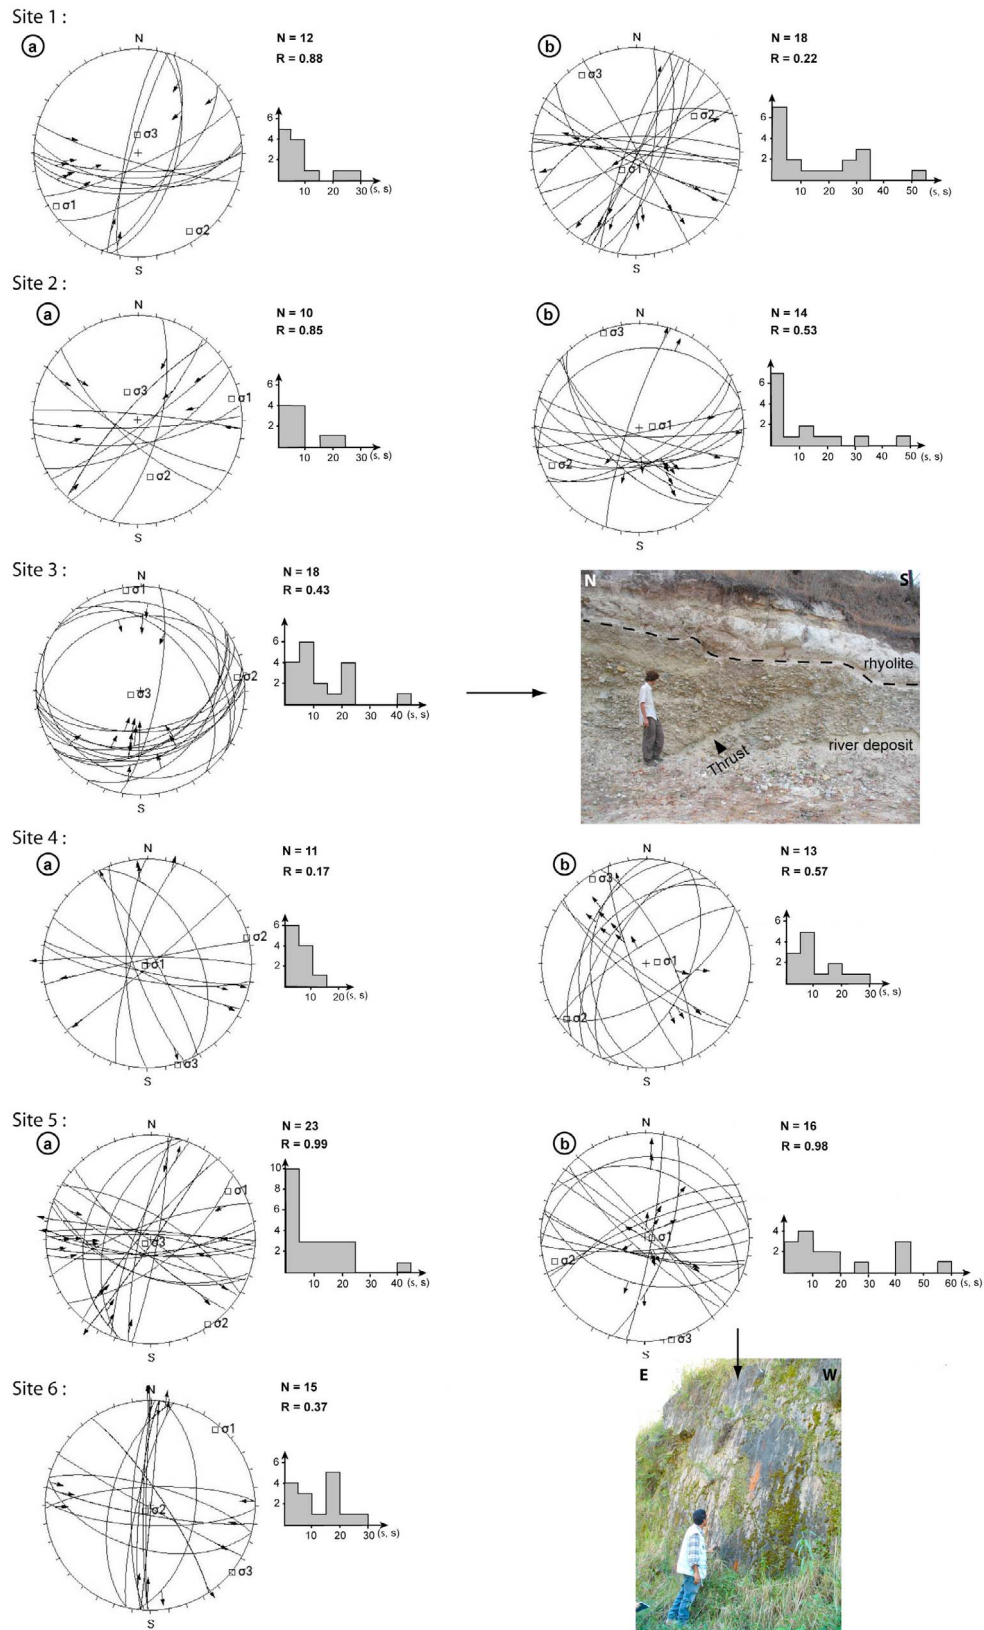 Site 1 :
a
N
N = 12
R = 0.88
6
4
2
10 20 30 (s, s)
σ3
σ1
σ2
S
b
N = 18
R = 0.22
σ3
σ2
σ1
6
2
10 20 30 40 50 (s, s)
S
Site 2 :
a
N
N = 10
R = 0.85
σ3
σ1
σ2
6
4
2
10 20 30 (s, s)
S
b
N
N = 14
R = 0.53
σ3
σ1
σ2
6
4
2
10 20 30 40 50 (s, s)
S
Site 3 :
N
N = 18
R = 0.43
σ1
σ2
σ3
6
4
2
10 20 30 40 (s, s)
S
N
S
rhyolite
river deposit
Thrust
Site 4 :
a
N
N = 11
R = 0.17
σ2
σ1
σ3
6
4
2
10 20 (s, s)
S
b
N
N = 13
R = 0.57
σ3
σ1
σ2
6
4
2
10 20 30 (s, s)
S
Site 5 :
a
N
N = 23
R = 0.99
σ1
σ3
σ2
10
8
6
4
2
10 20 30 40 (s, s)
S
b
N
N = 16
R = 0.98
σ1
σ2
σ3
4
2
10 20 30 40 50 60 (s, s)
S
E
W
Site 6 :
N
N = 15
R = 0.37
σ1
σ2
σ3
6
4
2
10 20 30 (s, s)
S